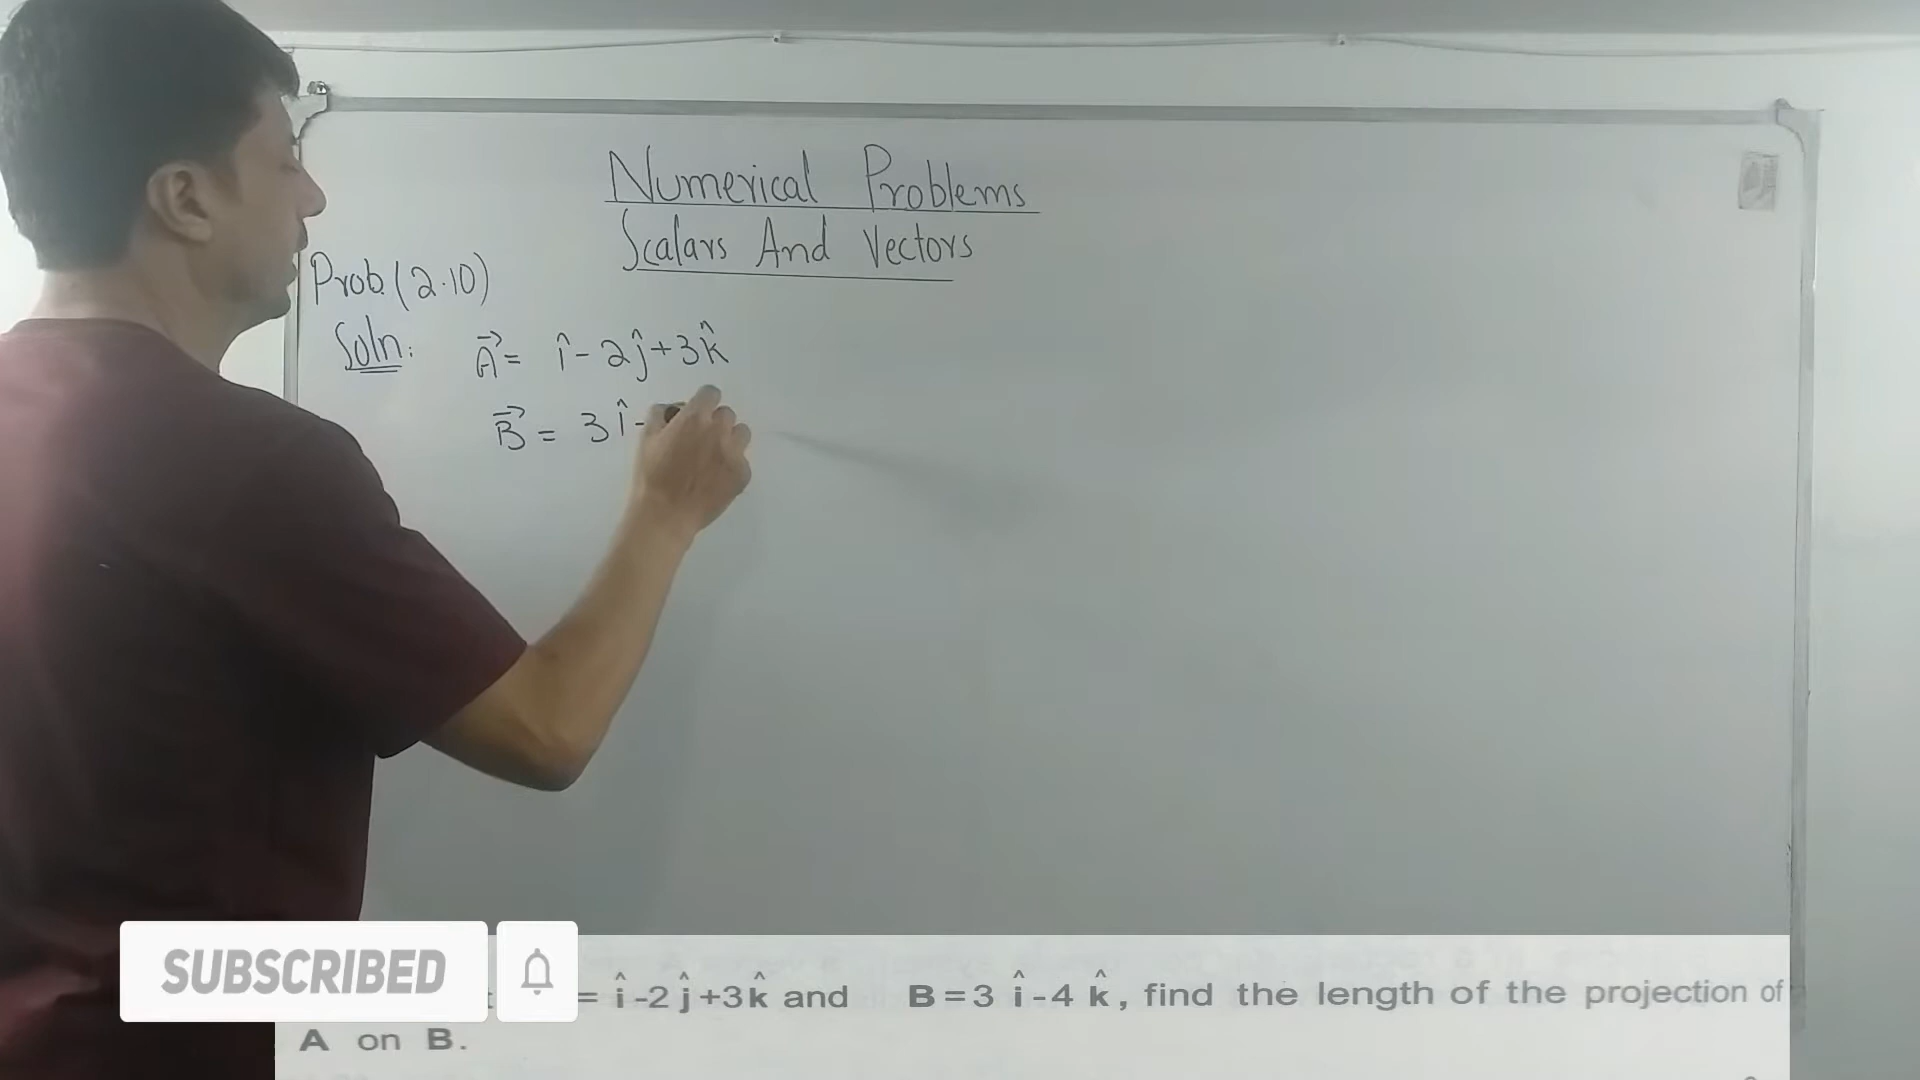 Numerical Problems
Scalars And Vectors
Prob. (2.10)
Soln:
A⃗ = î - 2ĵ + 3k̂
B⃗ = 3î -
SUBSCRIBED
= î -2 ĵ +3 k̂ and B = 3 î - 4 k̂, find the length of the projection of
A on B.